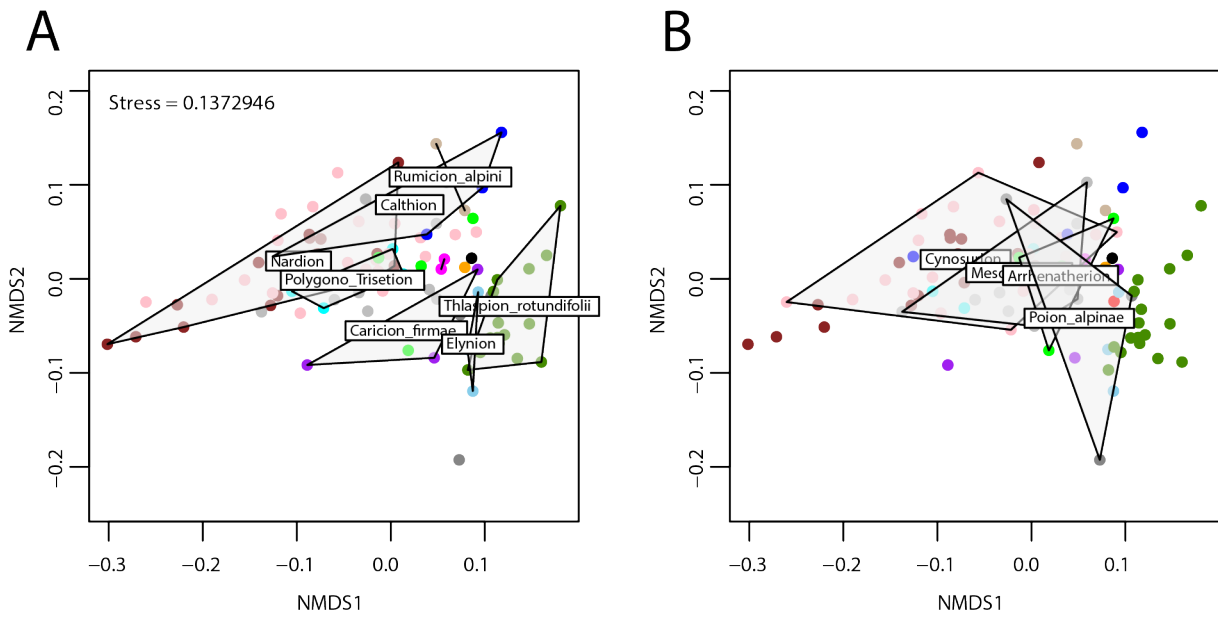 A
B
Stress = 0.1372946
Rumicion_alpini
Calthion
Nardion
Polygono_Trisetion
Thlaspion_rotundifolii
Caricion_firmae
Elynion
NMDS2
0.2
0.1
0.0
−0.1
−0.2
−0.3
−0.2
−0.1
0.0
0.1
NMDS1
Cynosurion
Meso
Arrhenatherion
Poion_alpinae
NMDS2
0.2
0.1
0.0
−0.1
−0.2
−0.3
−0.2
−0.1
0.0
0.1
NMDS1